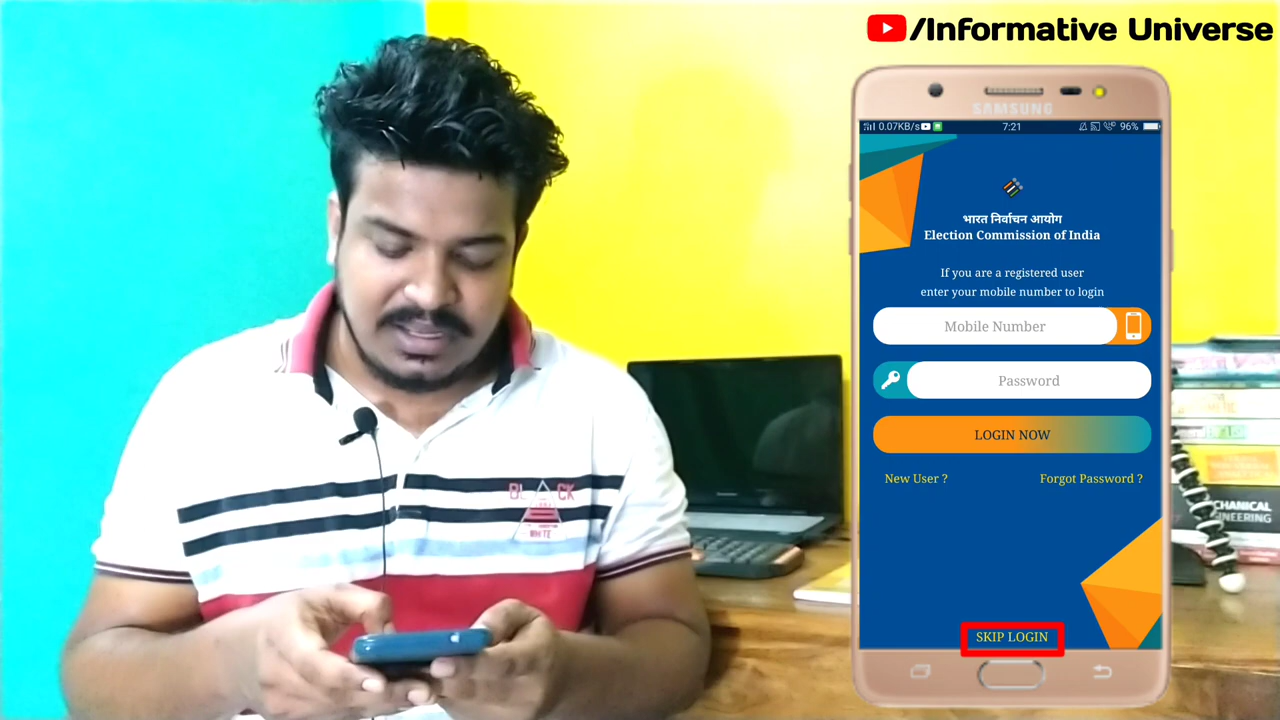 /Informative Universe
SAMSUNG
0.07KB/s
7:21
96%
भारत निर्वाचन आयोग
Election Commission of India
If you are a registered user
enter your mobile number to login
Mobile Number
Password
LOGIN NOW
New User ?
Forgot Password ?
SKIP LOGIN
BLACK
WHITE